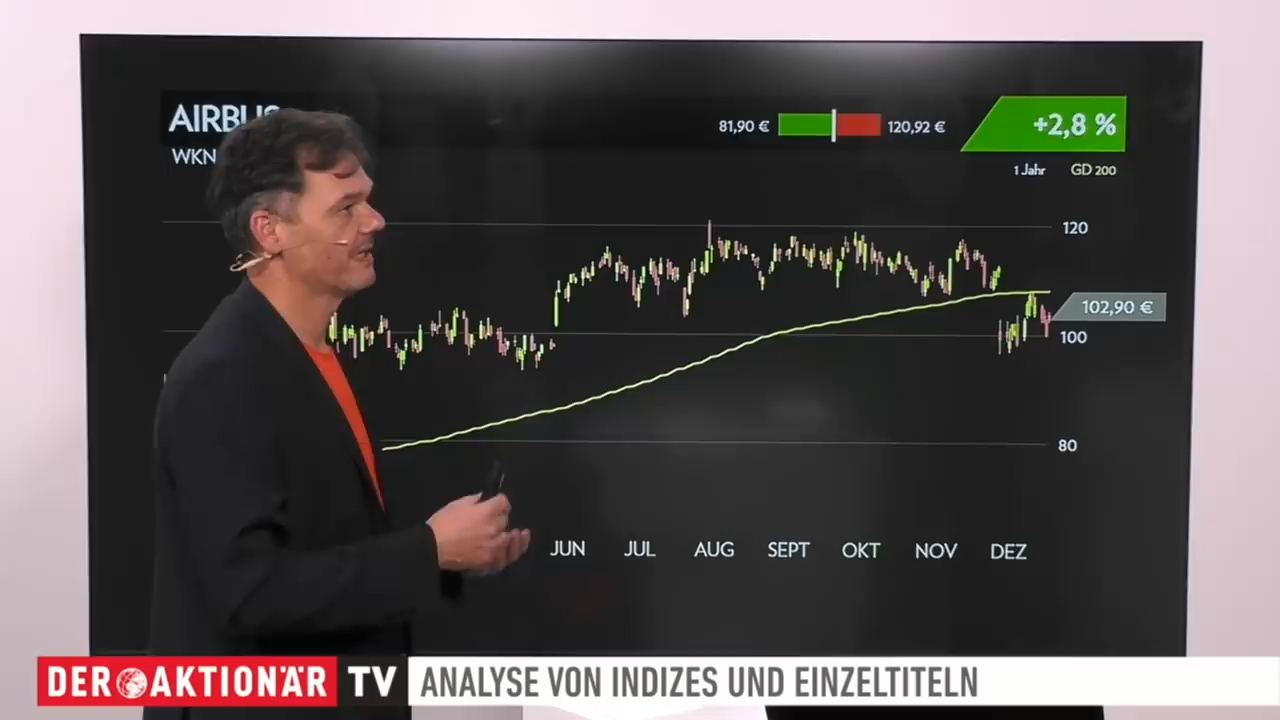 AIRBUS
WKN
81,90 €
120,92 €
+2,8 %
1 Jahr GD 200
120
102,90 €
100
80
JUN JUL AUG SEPT OKT NOV DEZ
DER AKTIONÄR TV ANALYSE VON INDIZES UND EINZELTITELN